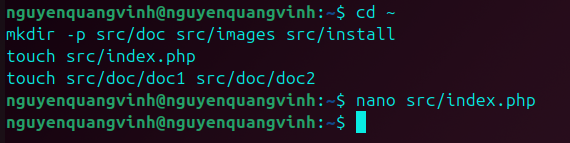 nguyenquangvinh@nguyenquangvinh:~$ cd ~
mkdir -p src/doc src/images src/install
touch src/index.php
touch src/doc/doc1 src/doc/doc2
nguyenquangvinh@nguyenquangvinh:~$ nano src/index.php
nguyenquangvinh@nguyenquangvinh:~$